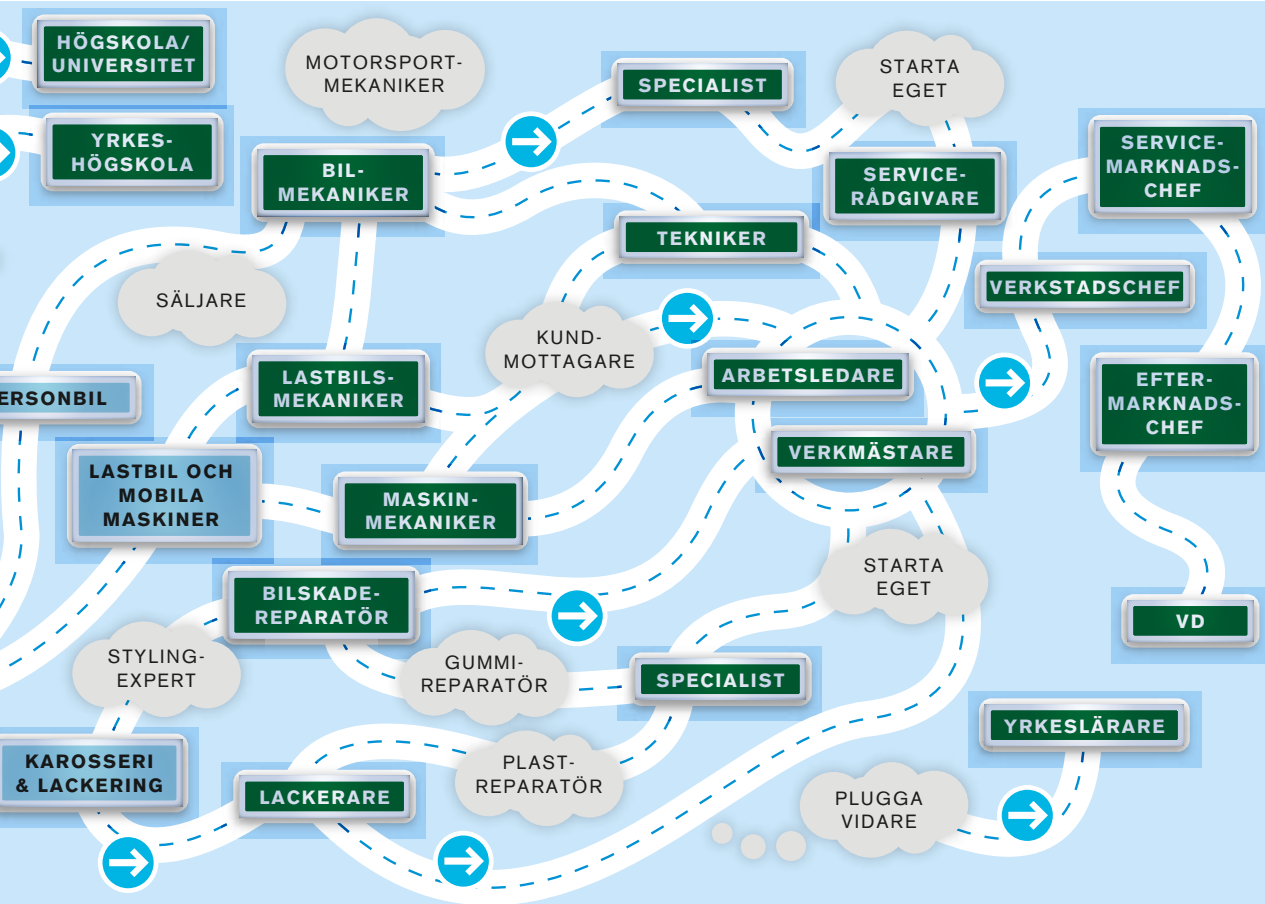 HÖGSKOLA/
UNIVERSITET
YRKES-
HÖGSKOLA
MOTORSPORT-
MEKANIKER
BIL-
MEKANIKER
SPECIALIST
STARTA
EGET
SERVICE-
RÅDGIVARE
SERVICE-
MARKNADS-
CHEF
TEKNIKER
SÄLJARE
VERKSTADSCHEF
KUND-
MOTTAGARE
LASTBILS-
MEKANIKER
ARBETSLEDARE
ERSONBIL
EFTER-
MARKNADS-
CHEF
VERKMÄSTARE
LASTBIL OCH
MOBILA
MASKINER
MASKIN-
MEKANIKER
STARTA
EGET
BILSKADE-
REPARATÖR
VD
STYLING-
EXPERT
GUMMI-
REPARATÖR
SPECIALIST
YRKESLÄRARE
KAROSSERI
& LACKERING
LACKERARE
PLAST-
REPARATÖR
PLUGGA
VIDARE